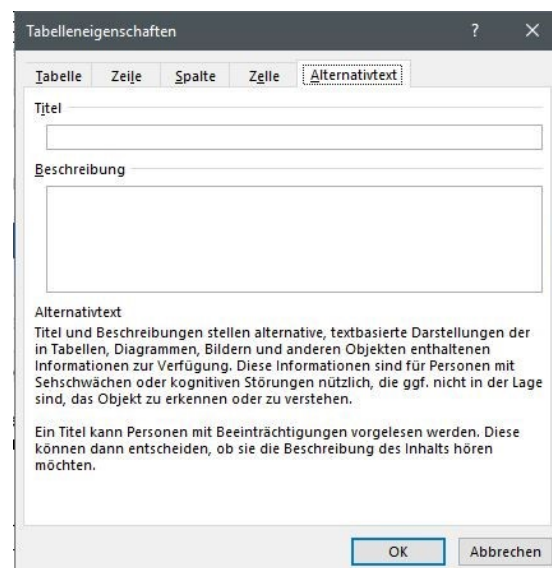 Tabelleneigenschaften ? ×
Tabelle Zeile Spalte Zelle Alternativtext
Titel
Beschreibung
Alternativtext
Titel und Beschreibungen stellen alternative, textbasierte Darstellungen der
in Tabellen, Diagrammen, Bildern und anderen Objekten enthaltenen
Informationen zur Verfügung. Diese Informationen sind für Personen mit
Sehschwächen oder kognitiven Störungen nützlich, die ggf. nicht in der Lage
sind, das Objekt zu erkennen oder zu verstehen.
Ein Titel kann Personen mit Beeinträchtigungen vorgelesen werden. Diese
können dann entscheiden, ob sie die Beschreibung des Inhalts hören
möchten.
OK Abbrechen